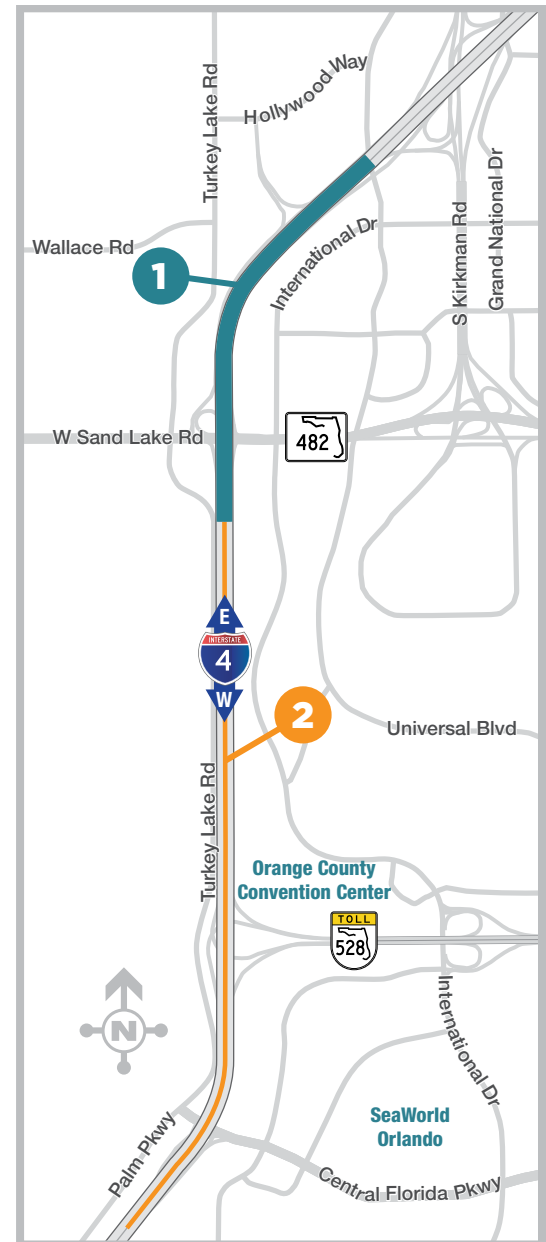 Turkey Lake Rd
Hollywood Way
Wallace Rd
International Dr
S Kirkman Rd
Grand National Dr
1
W Sand Lake Rd
482
E
INTERSTATE
4
W
2
Universal Blvd
Turkey Lake Rd
Orange County
Convention Center
TOLL
528
N
International Dr
SeaWorld
Orlando
Palm Pkwy
Central Florida Pkwy